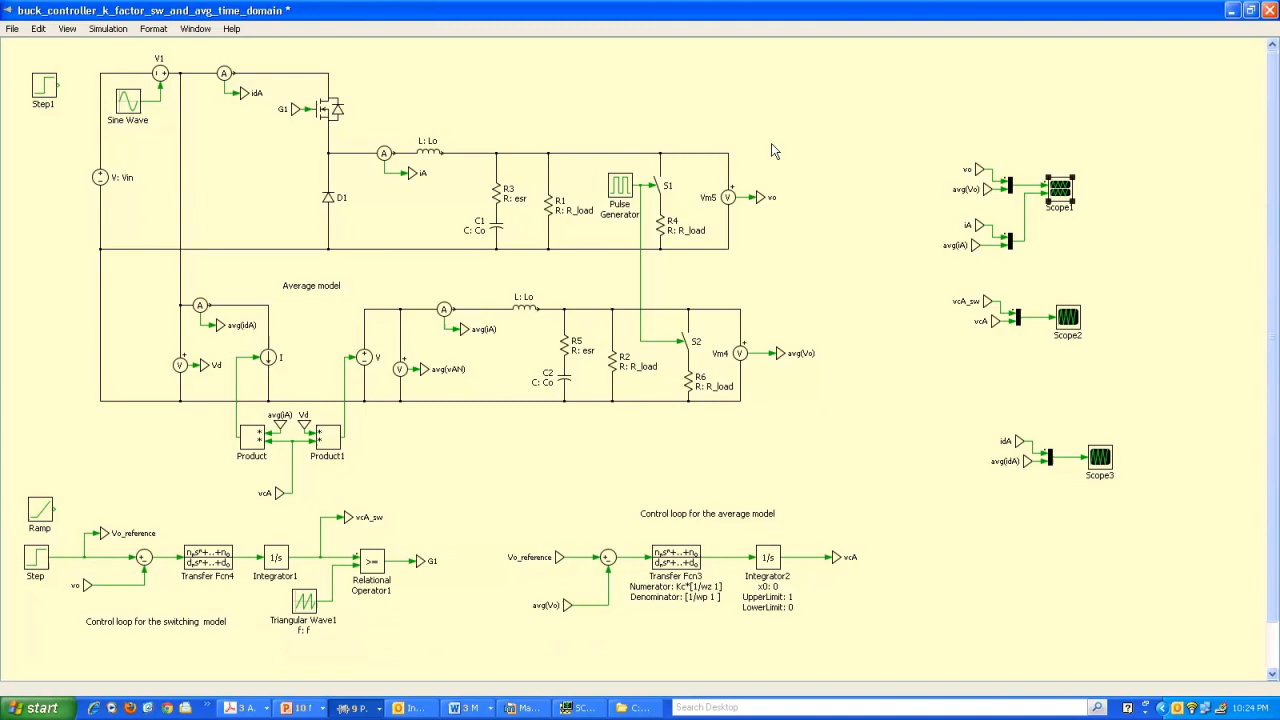 buck_controller_k_factor_sw_and_avg_time_domain *
File Edit View Simulation Format Window Help
V1
Step1
Sine Wave
A
idA
G1
V: Vin
A
L: Lo
iA
D1
R3
R: esr
C1
C: Co
R1
R: R_load
Pulse
Generator
S1
R4
R: R_load
Vm5
V
vo
vo
avg(Vo)
Scope1
iA
avg(iA)
Average model
A
avg(idA)
V
Vd
I
V
V
avg(vAN)
A
avg(iA)
L: Lo
R5
R: esr
C2
C: Co
R2
R: R_load
S2
R6
R: R_load
Vm4
V
avg(Vo)
vcA_sw
vcA
Scope2
avg(iA)
Vd
Product
Product1
vcA
idA
avg(idA)
Scope3
Ramp
Vo_reference
Step
vo
Transfer Fcn4
1/s
Integrator1
vcA_sw
>=
Relational
Operator1
G1
Triangular Wave1
f: f
Control loop for the switching model
Control loop for the average model
Vo_reference
avg(Vo)
Transfer Fcn3
Numerator: Kc*[1/wz 1]
Denominator: [1/wp 1 ]
1/s
Integrator2
x0: 0
UpperLimit: 1
LowerLimit: 0
vcA
start
3 A.
10 f
9 P.
In...
3 M
Ma...
SC...
C:...
Search Desktop
10:24 PM